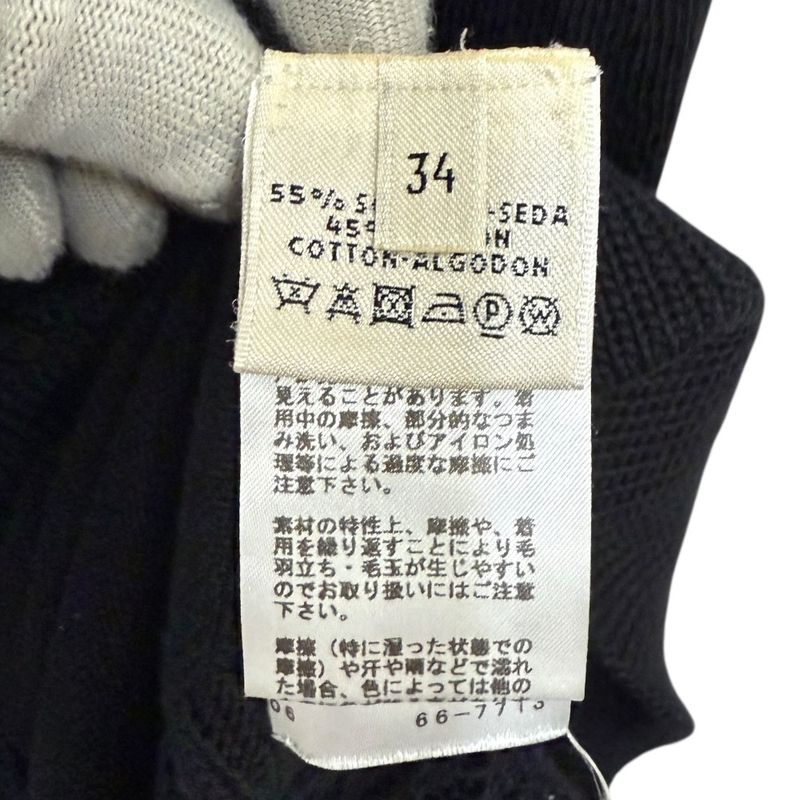 34
55% -SEDA
45%
COTTON-ALGODON
P
W
見えることがあります。着
用中の摩擦、部分的なつま
み洗い、およびアイロン処
理等による過度な摩擦にご
注意下さい。
素材の特性上、摩擦や、着
用を繰り返すことにより毛
羽立ち・毛玉が生じやすい
のでお取り扱いにはご注意
下さい。
摩擦（特に湿った状態での
摩擦）や汗や雨などで濡れ
た場合、色によっては他の
06 66-7713